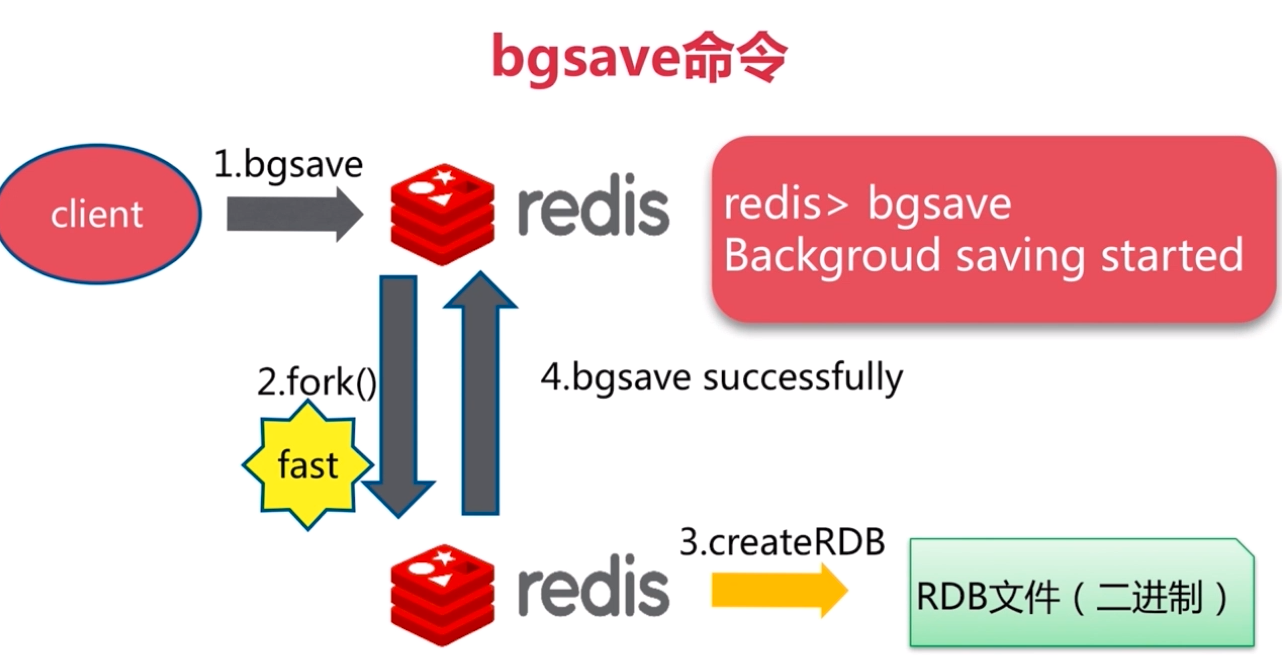 bgsave命令
client
1.bgsave
redis
redis> bgsave
Backgroud saving started
2.fork()
fast
4.bgsave successfully
redis
3.createRDB
RDB文件（二进制）